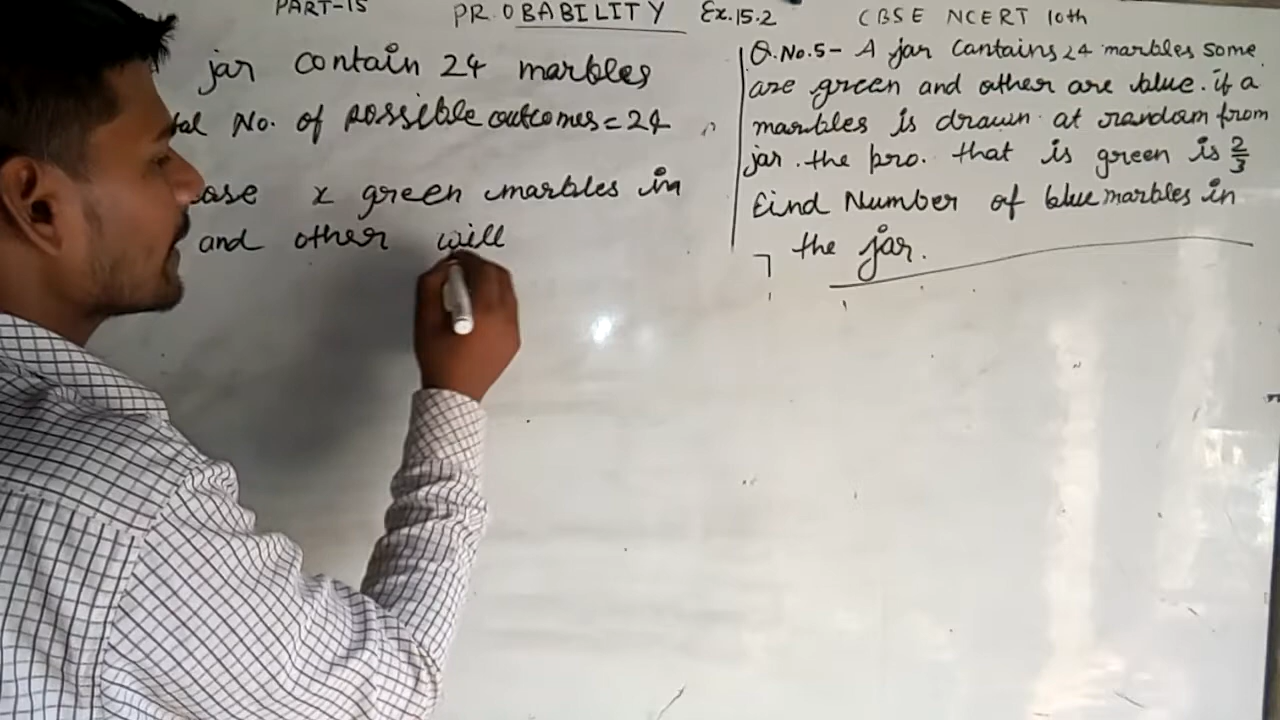 PART-15 PROBABILITY Ex.15.2 CBSE NCERT 10th
jar contain 24 marbles
No. of possible outcomes = 24
x green marbles in
and other will
Q.No.5- A jar Contains 24 marbles some
are green and other are blue. if a
marbles is drawn at random from
jar. the pro. that is green is 2/3
find Number of blue marbles in
the jar.